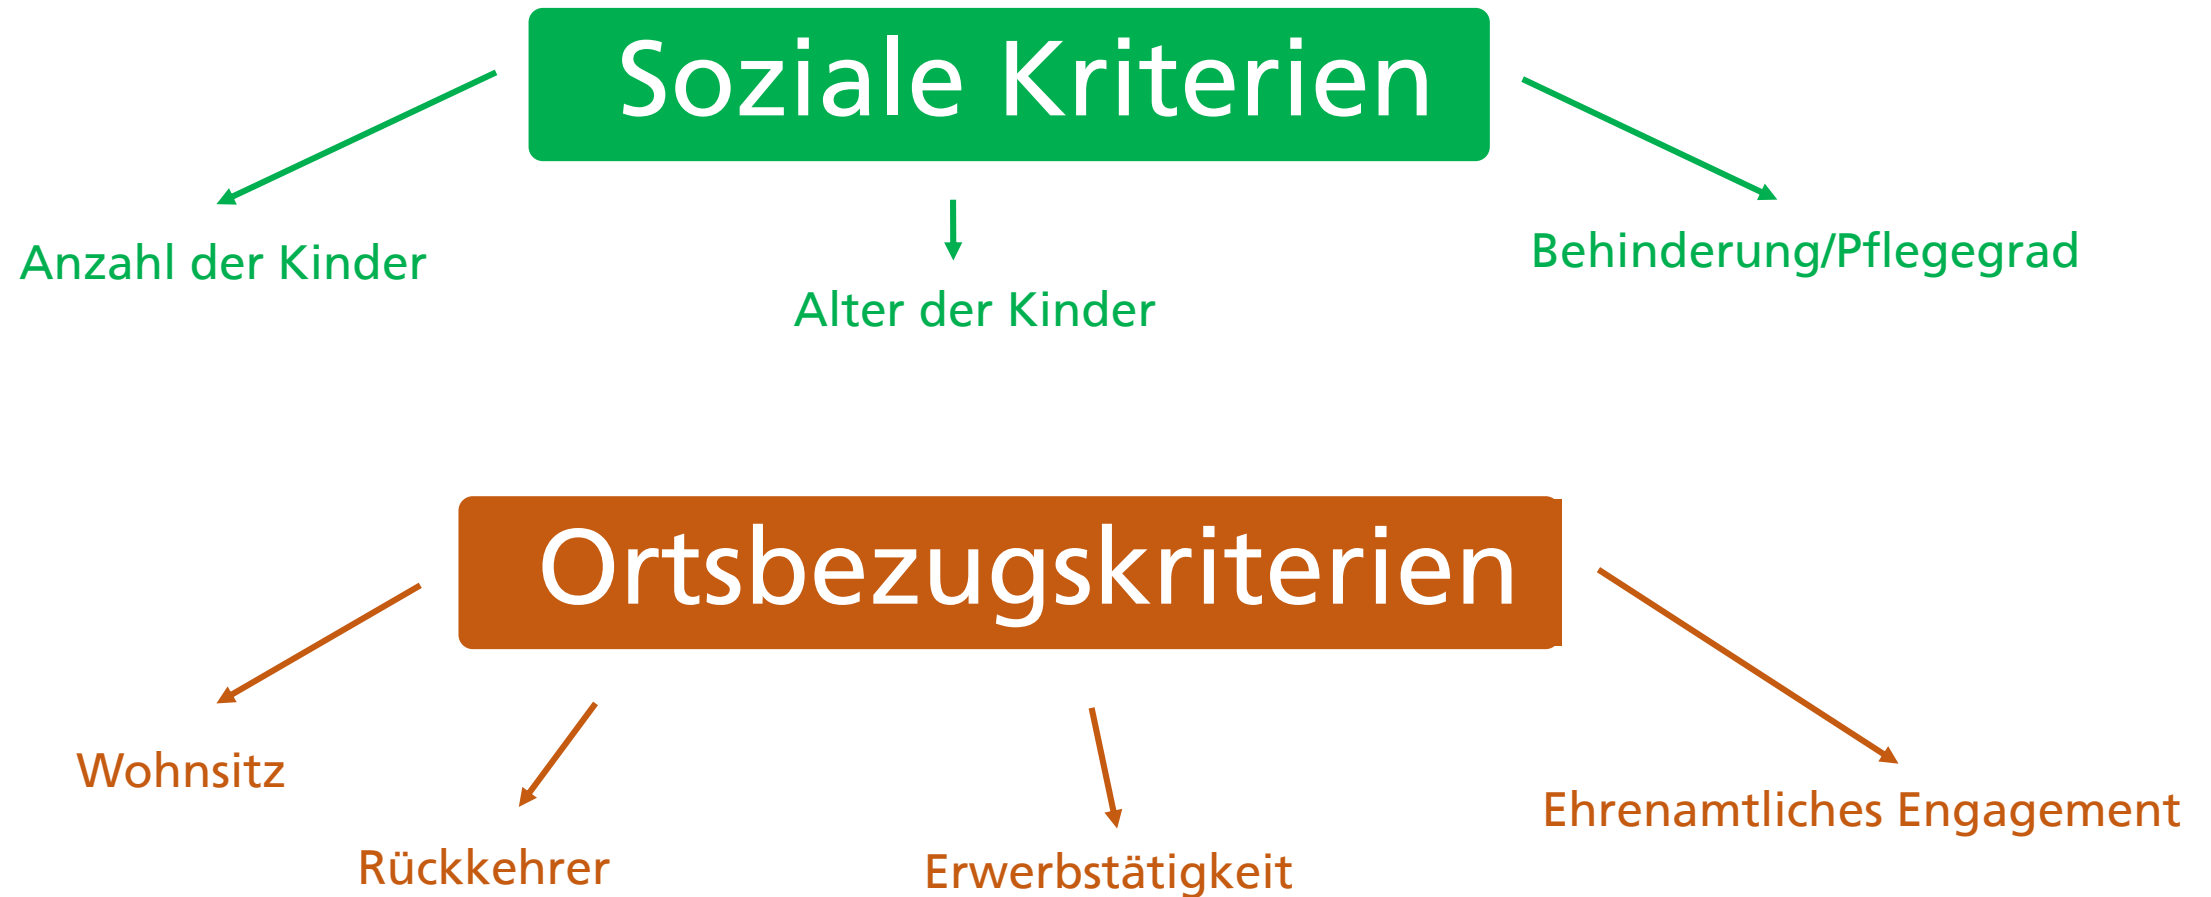 Soziale Kriterien
Anzahl der Kinder
Alter der Kinder
Behinderung/Pflegegrad
Ortsbezugskriterien
Wohnsitz
Rückkehrer
Erwerbstätigkeit
Ehrenamtliches Engagement